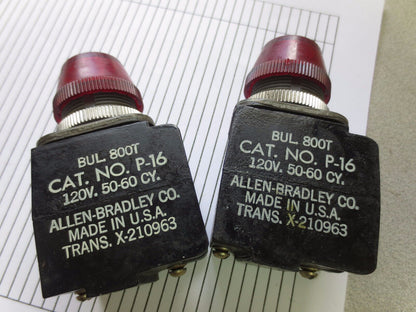 BUL 800T
CAT. NO. P-16
120V. 50-60 CY.
ALLEN-BRADLEY CO.
MADE IN U.S.A.
TRANS. X-210963
BUL 800T
CAT. NO. P-16
120V. 50-60 CY.
ALLEN-BRADLEY CO.
MADE IN U.S.A.
TRANS. X-210963